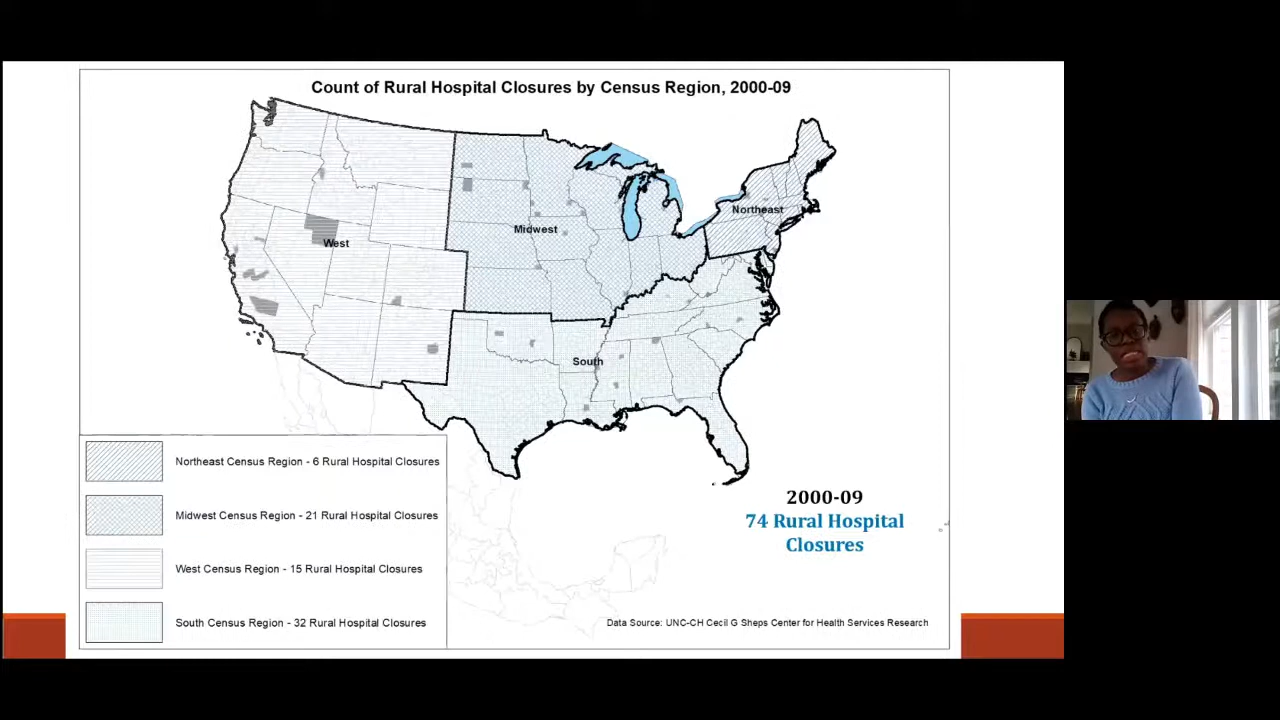 Count of Rural Hospital Closures by Census Region, 2000-09
Northeast
Midwest
West
South
Northeast Census Region - 6 Rural Hospital Closures
Midwest Census Region - 21 Rural Hospital Closures
West Census Region - 15 Rural Hospital Closures
South Census Region - 32 Rural Hospital Closures
2000-09
74 Rural Hospital
Closures
Data Source: UNC-CH Cecil G Sheps Center for Health Services Research